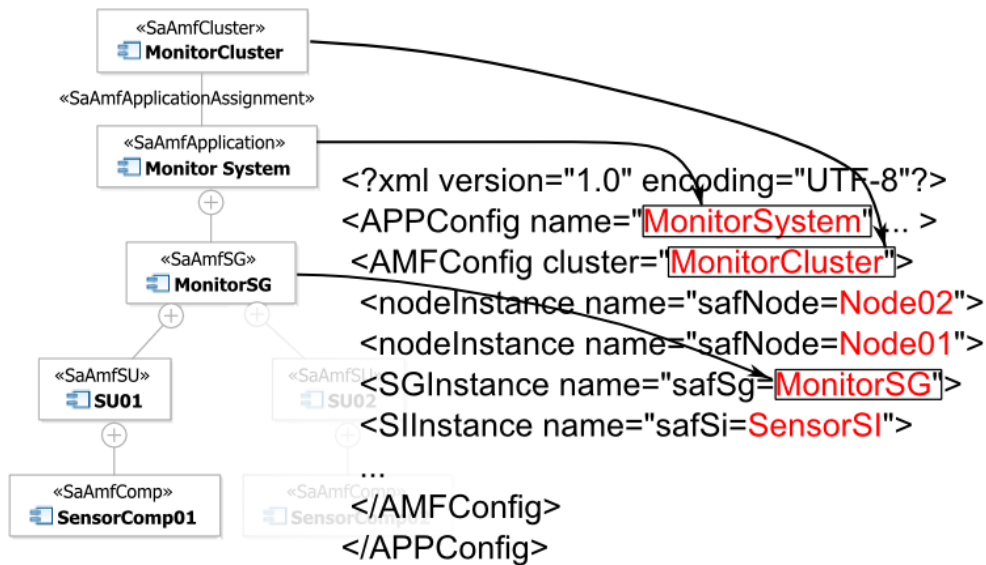 «SaAmfCluster»
MonitorCluster
«SaAmfApplicationAssignment»
«SaAmfApplication»
Monitor System
«SaAmfSG»
MonitorSG
«SaAmfSU»
SU01
«SaAmfSU»
SU02
«SaAmfComp»
SensorComp01
«SaAmfComp»
SensorComp02
<?xml version="1.0" encoding="UTF-8"?>
<APPConfig name="MonitorSystem" ... >
<AMFConfig cluster="MonitorCluster">
<nodeInstance name="safNode=Node02">
<nodeInstance name="safNode=Node01">
<SGInstance name="safSg=MonitorSG">
<SIInstance name="safSi=SensorSI">
...
</AMFConfig>
</APPConfig>